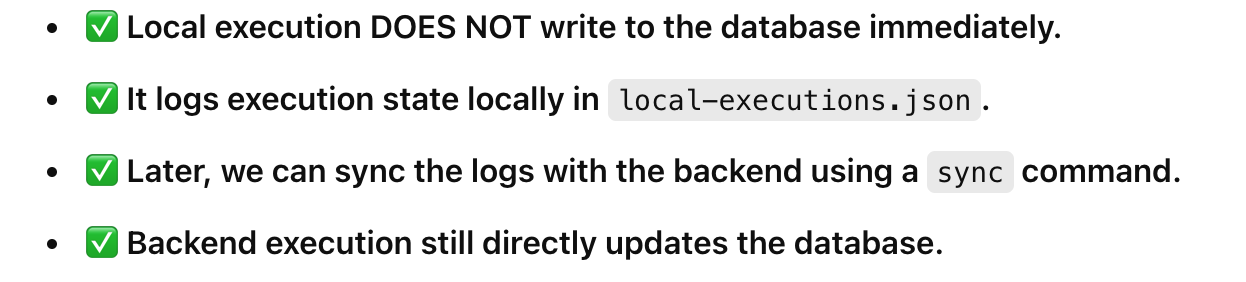 • ✅ Local execution DOES NOT write to the database immediately.
• ✅ It logs execution state locally in local-executions.json.
• ✅ Later, we can sync the logs with the backend using a sync command.
• ✅ Backend execution still directly updates the database.